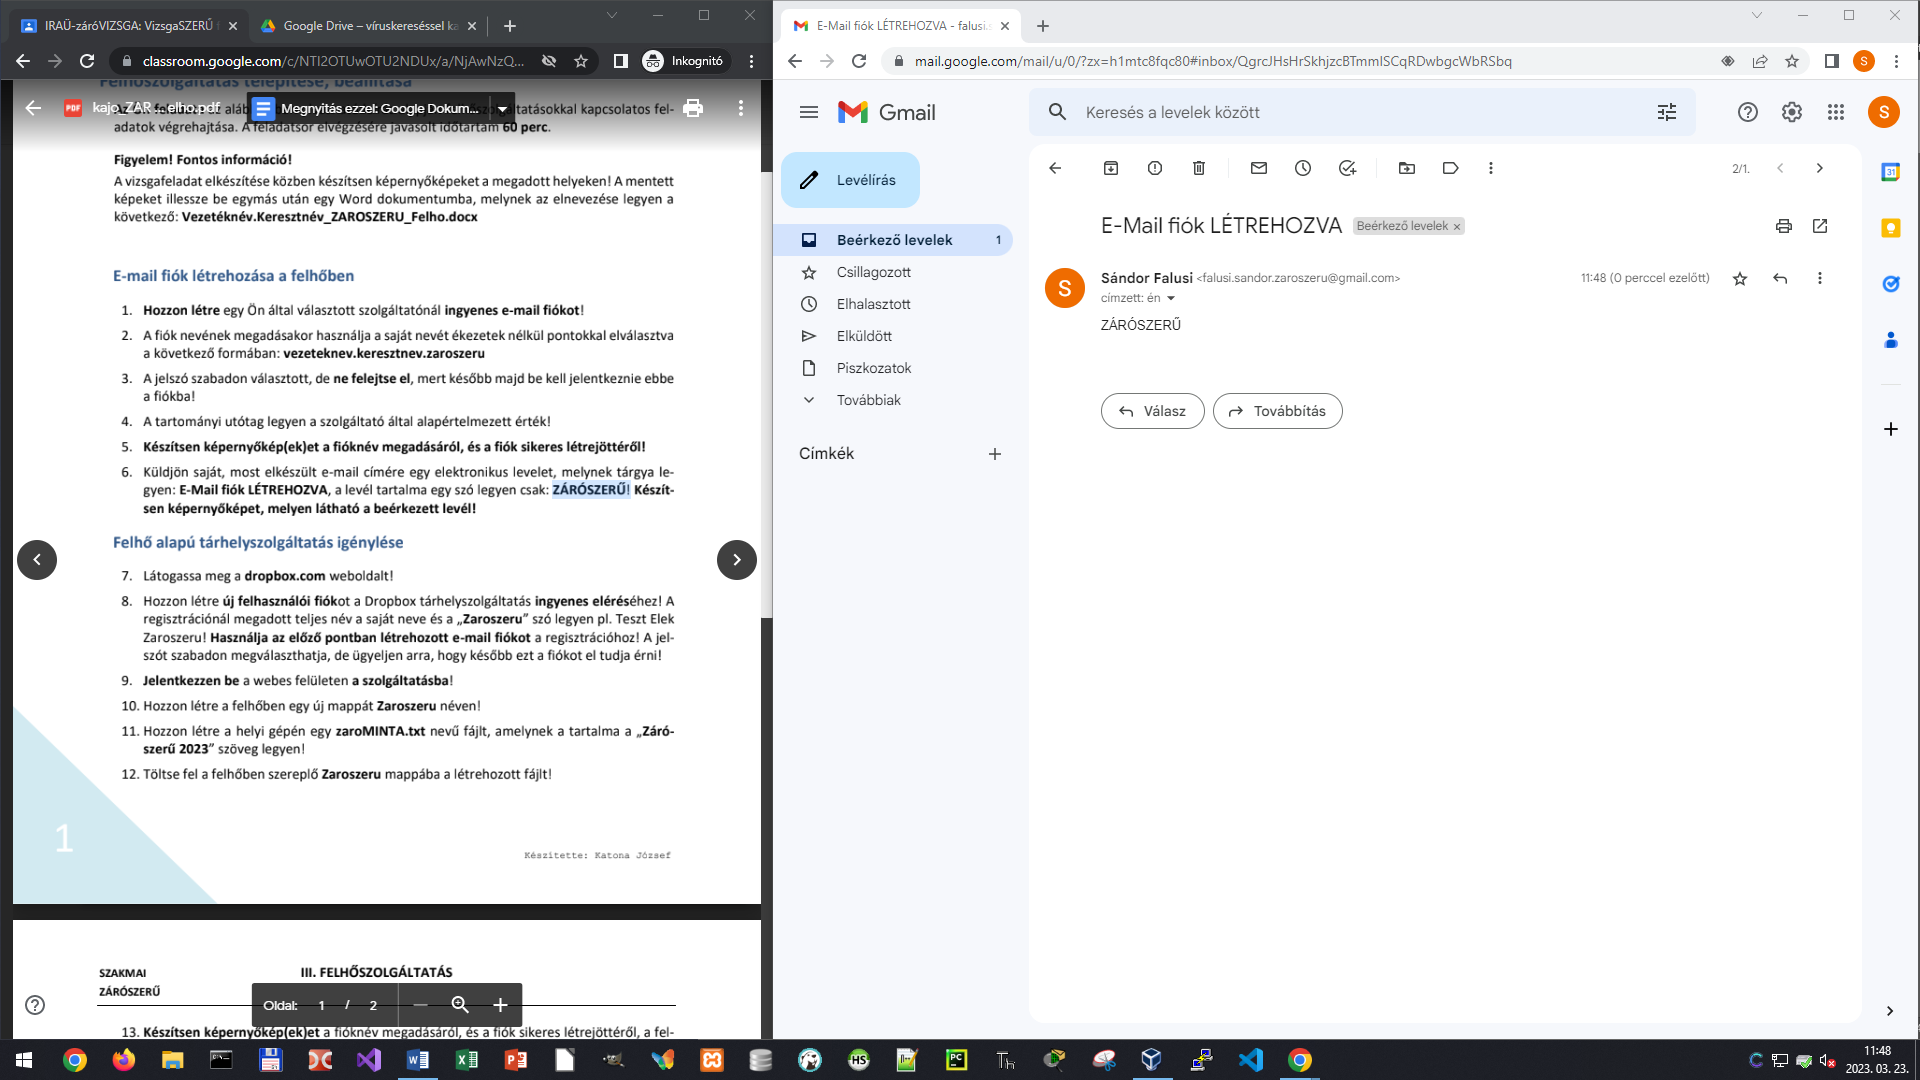 IRAÜ-záróVIZSGA: VizsgaSZERŰ
Google Drive – víruskereséssel ka
classroom.google.com/c/NTI2OTUwOTU2NDUx/a/NjAwNzQ...
Inkognitó
Felhőszolgáltatás telepítése, beállítása
kajo_ZAR
elho.pdf
Megnyitás ezzel: Google Dokum...
gáltatásokkal kapcsolatos fel-
adatok végrehajtása. A feladatsor elvégzésére javasolt időtartam 60 perc.
Figyelem! Fontos információ!
A vizsgafeladat elkészítése közben készítsen képernyőképeket a megadott helyeken! A mentett
képeket illessze be egymás után egy Word dokumentumba, melynek az elnevezése legyen a
következő: Vezetéknév.Keresztnév_ZAROSZERU_Felho.docx
E-mail fiók létrehozása a felhőben
1. Hozzon létre egy Ön által választott szolgáltatónál ingyenes e-mail fiókot!
2. A fiók nevének megadásakor használja a saját nevét ékezetek nélkül pontokkal elválasztva
a következő formában: vezeteknev.keresztnev.zaroszeru
3. A jelszó szabadon választott, de ne felejtse el, mert később majd be kell jelentkeznie ebbe
a fiókba!
4. A tartományi utótag legyen a szolgáltató által alapértelmezett érték!
5. Készítsen képernyőkép(ek)et a fióknév megadásáról, és a fiók sikeres létrejöttéről!
6. Küldjön saját, most elkészült e-mail címére egy elektronikus levelet, melynek tárgya le-
gyen: E-Mail fiók LÉTREHOZVA, a levél tartalma egy szó legyen csak: ZÁRÓSZERŰ! Készít-
sen képernyőképet, melyen látható a beérkezett levél!
Felhő alapú tárhelyszolgáltatás igénylése
7. Látogassa meg a dropbox.com weboldalt!
8. Hozzon létre új felhasználói fiókot a Dropbox tárhelyszolgáltatás ingyenes eléréséhez! A
regisztrációnál megadott teljes név a saját neve és a „Zaroszeru” szó legyen pl. Teszt Elek
Zaroszeru! Használja az előző pontban létrehozott e-mail fiókot a regisztrációhoz! A jel-
szót szabadon megválaszthatja, de ügyeljen arra, hogy később ezt a fiókot el tudja érni!
9. Jelentkezzen be a webes felületen a szolgáltatásba!
10. Hozzon létre a felhőben egy új mappát Zaroszeru néven!
11. Hozzon létre a helyi gépén egy zaroMINTA.txt nevű fájlt, amelynek a tartalma a „Záró-
szerű 2023” szöveg legyen!
12. Töltse fel a felhőben szereplő Zaroszeru mappába a létrehozott fájlt!
1
Készítette: Katona József
SZAKMAI
ZÁRÓSZERŰ
III. FELHŐSZOLGÁLTATÁS
Oldal: 1 / 2
13. Készítsen képernyőkép(ek)et a fióknév megadásáról, és a fiók sikeres létrejöttéről, a fel-
E-Mail fiók LÉTREHOZVA - falusi.
mail.google.com/mail/u/0/?zx=h1mtc8fqc80#inbox/QgrcJHsHrSkhjzcBTmmlSCqRDwbgcWbRSbq
S
Gmail
Keresés a levelek között
S
Levélírás
Beérkező levelek 1
Csillagozott
Elhalasztott
Elküldött
Piszkozatok
Továbbiak
Címkék
2/1.
E-Mail fiók LÉTREHOZVA
Beérkező levelek ×
S
Sándor Falusi <falusi.sandor.zaroszeru@gmail.com>
11:48 (0 perccel ezelőtt)
címzett: én
ZÁRÓSZERŰ
Válasz
Továbbítás
31
11:48
2023. 03. 23.